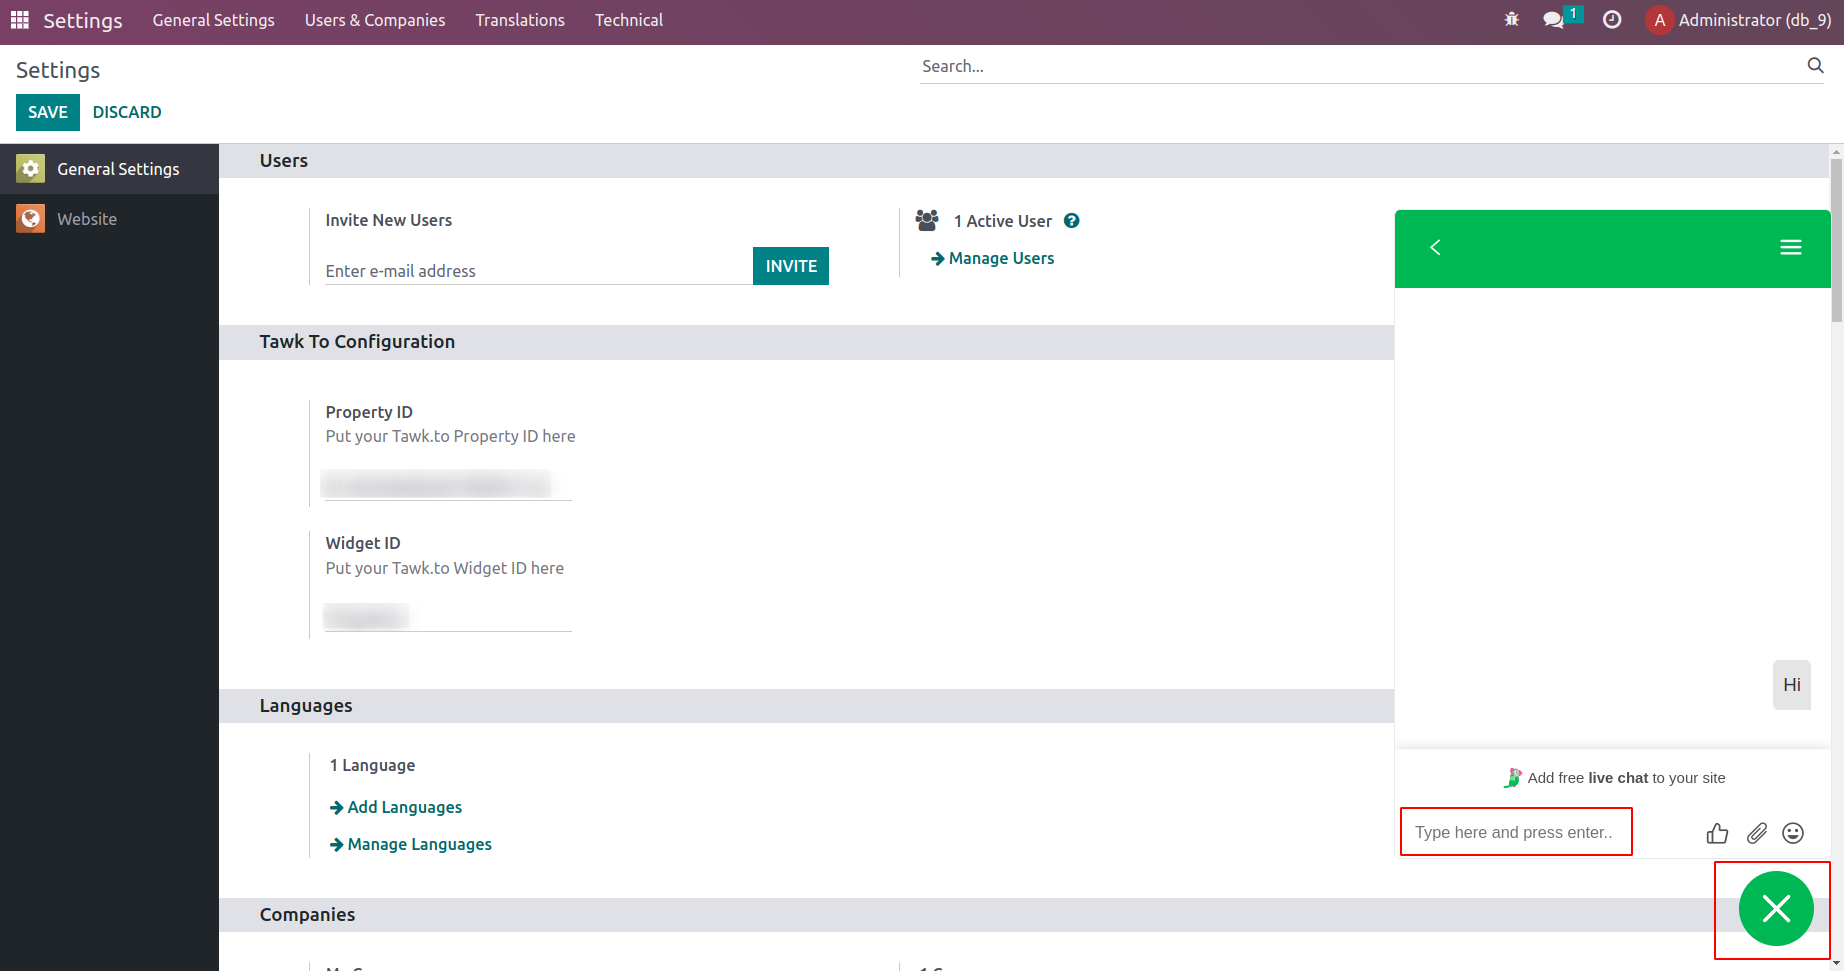 Settings General Settings Users & Companies Translations Technical 1 A Administrator (db_9)
Settings
Search...
SAVE DISCARD
General Settings
Website
Users
Invite New Users
Enter e-mail address
INVITE
1 Active User ?
Manage Users
Tawk To Configuration
Property ID
Put your Tawk.to Property ID here
Widget ID
Put your Tawk.to Widget ID here
Languages
1 Language
Add Languages
Manage Languages
Companies
Hi
Add free live chat to your site
Type here and press enter..